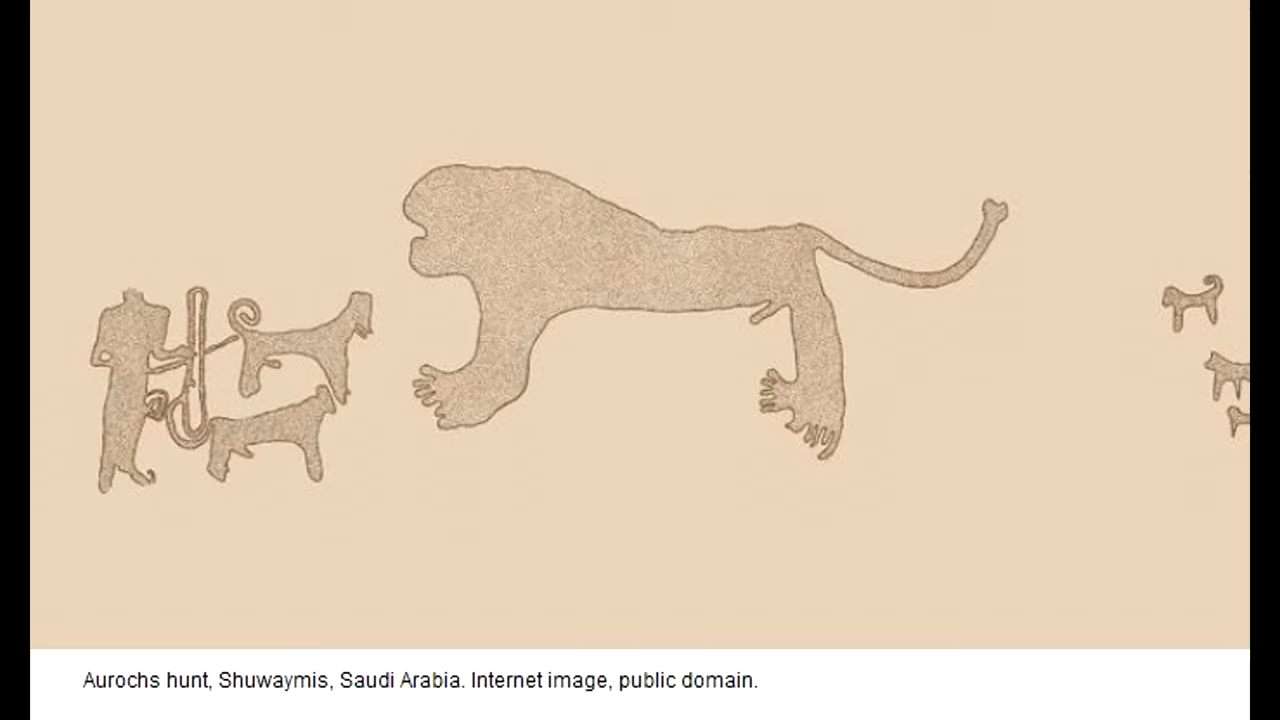 Aurochs hunt, Shuwaymis, Saudi Arabia. Internet image, public domain.